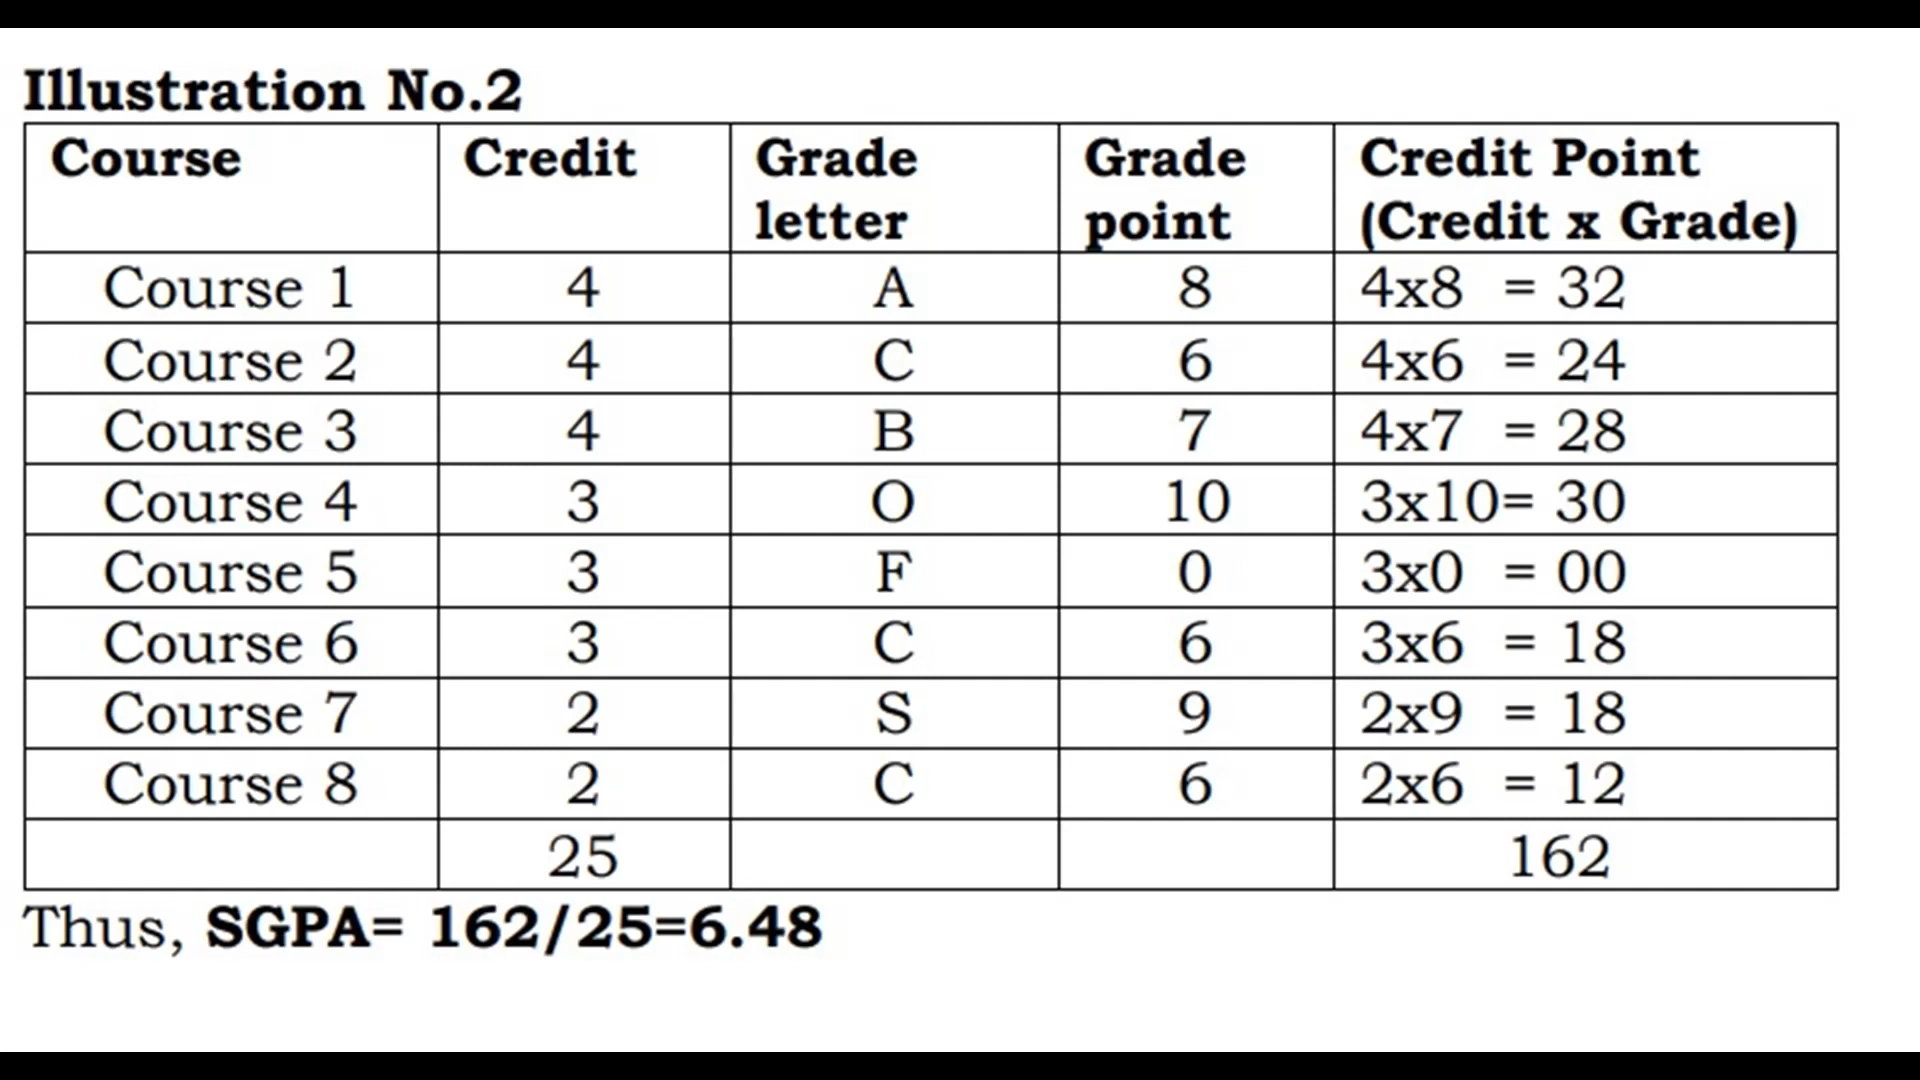 Illustration No.2
Course Credit Grade letter Grade point Credit Point (Credit x Grade)
Course 1 4 A 8 4x8 = 32
Course 2 4 C 6 4x6 = 24
Course 3 4 B 7 4x7 = 28
Course 4 3 O 10 3x10= 30
Course 5 3 F 0 3x0 = 00
Course 6 3 C 6 3x6 = 18
Course 7 2 S 9 2x9 = 18
Course 8 2 C 6 2x6 = 12
25 162
Thus, SGPA= 162/25=6.48